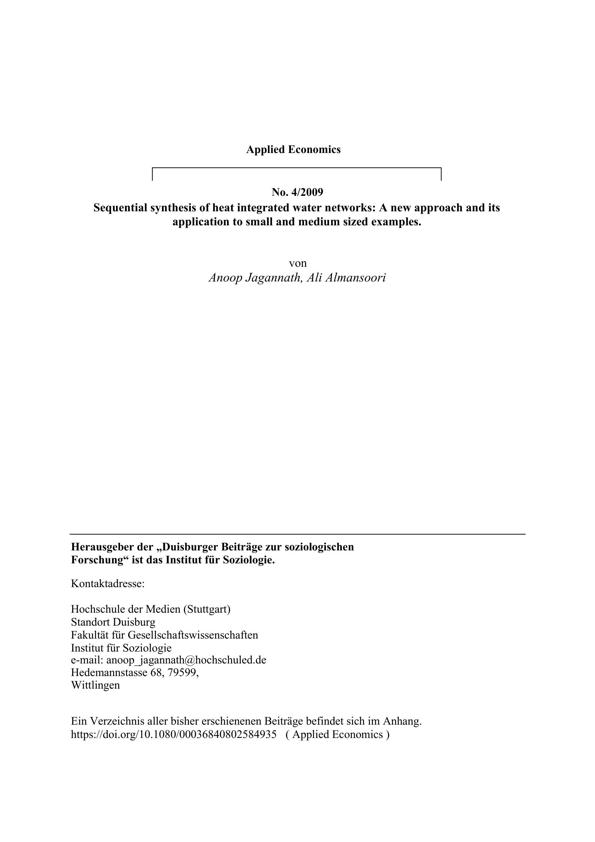 Applied Economics
No. 4/2009
Sequential synthesis of heat integrated water networks: A new approach and its
application to small and medium sized examples.
von
Anoop Jagannath, Ali Almansoori
Herausgeber der „Duisburger Beiträge zur soziologischen
Forschung“ ist das Institut für Soziologie.
Kontaktadresse:
Hochschule der Medien (Stuttgart)
Standort Duisburg
Fakultät für Gesellschaftswissenschaften
Institut für Soziologie
e-mail: anoop_jagannath@hochschuled.de
Hedemannstasse 68, 79599,
Wittlingen
Ein Verzeichnis aller bisher erschienenen Beiträge befindet sich im Anhang.
https://doi.org/10.1080/00036840802584935 ( Applied Economics )